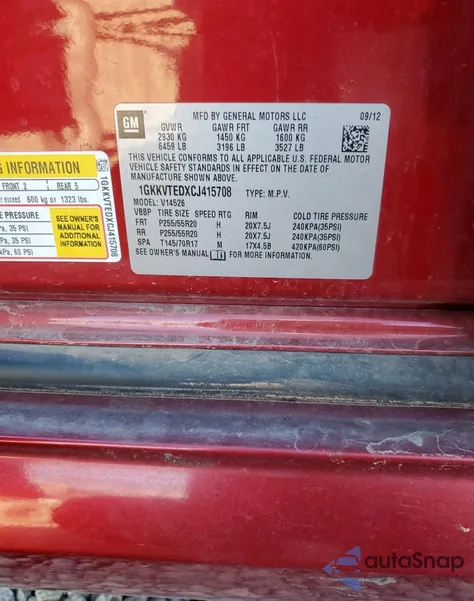 GM
MFD BY GENERAL MOTORS LLC 09/12
GVWR GAWR FRT GAWR RR
2930 KG 1450 KG 1600 KG
6459 LB 3196 LB 3527 LB
THIS VEHICLE CONFORMS TO ALL APPLICABLE U.S. FEDERAL MOTOR
VEHICLE SAFETY STANDARDS IN EFFECT ON THE DATE OF
MANUFACTURE SHOWN ABOVE.
1GKKVTEDXCJ415708 TYPE: M.P.V.
MODEL: V14526
VBBP TIRE SIZE SPEED RTG RIM COLD TIRE PRESSURE
FRT P255/55R20 H 20X7.5J 240KPA(35PSI)
RR P255/55R20 H 20X7.5J 240KPA(35PSI)
SPA T145/70R17 M 17X4.5B 420KPA(60 PSI)
SEE OWNER'S MANUAL FOR MORE INFORMATION.
G INFORMATION
FRONT 2 REAR 5
exceed 600 kg or 1323 lbs.
SEE OWNER'S
MANUAL FOR
ADDITIONAL
INFORMATION
35 PSI
35 PSI
60 PSI
1GKKVTEDXCJ415708
autaSnap